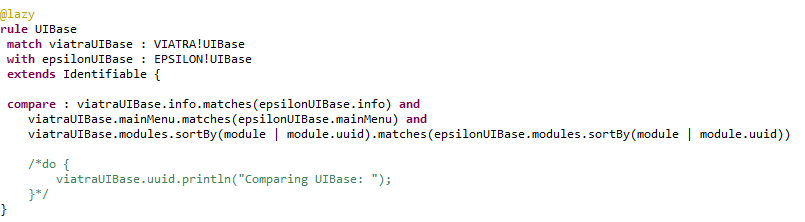 @lazy
rule UIBase
match viatraUIBase : VIATRA!UIBase
with epsilonUIBase : EPSILON!UIBase
extends Identifiable {
compare : viatraUIBase.info.matches(epsilonUIBase.info) and
viatraUIBase.mainMenu.matches(epsilonUIBase.mainMenu) and
viatraUIBase.modules.sortBy(module | module.uuid).matches(epsilonUIBase.modules.sortBy(module | module.uuid))
/*do {
viatraUIBase.uuid.println("Comparing UIBase: ");
}*/
}